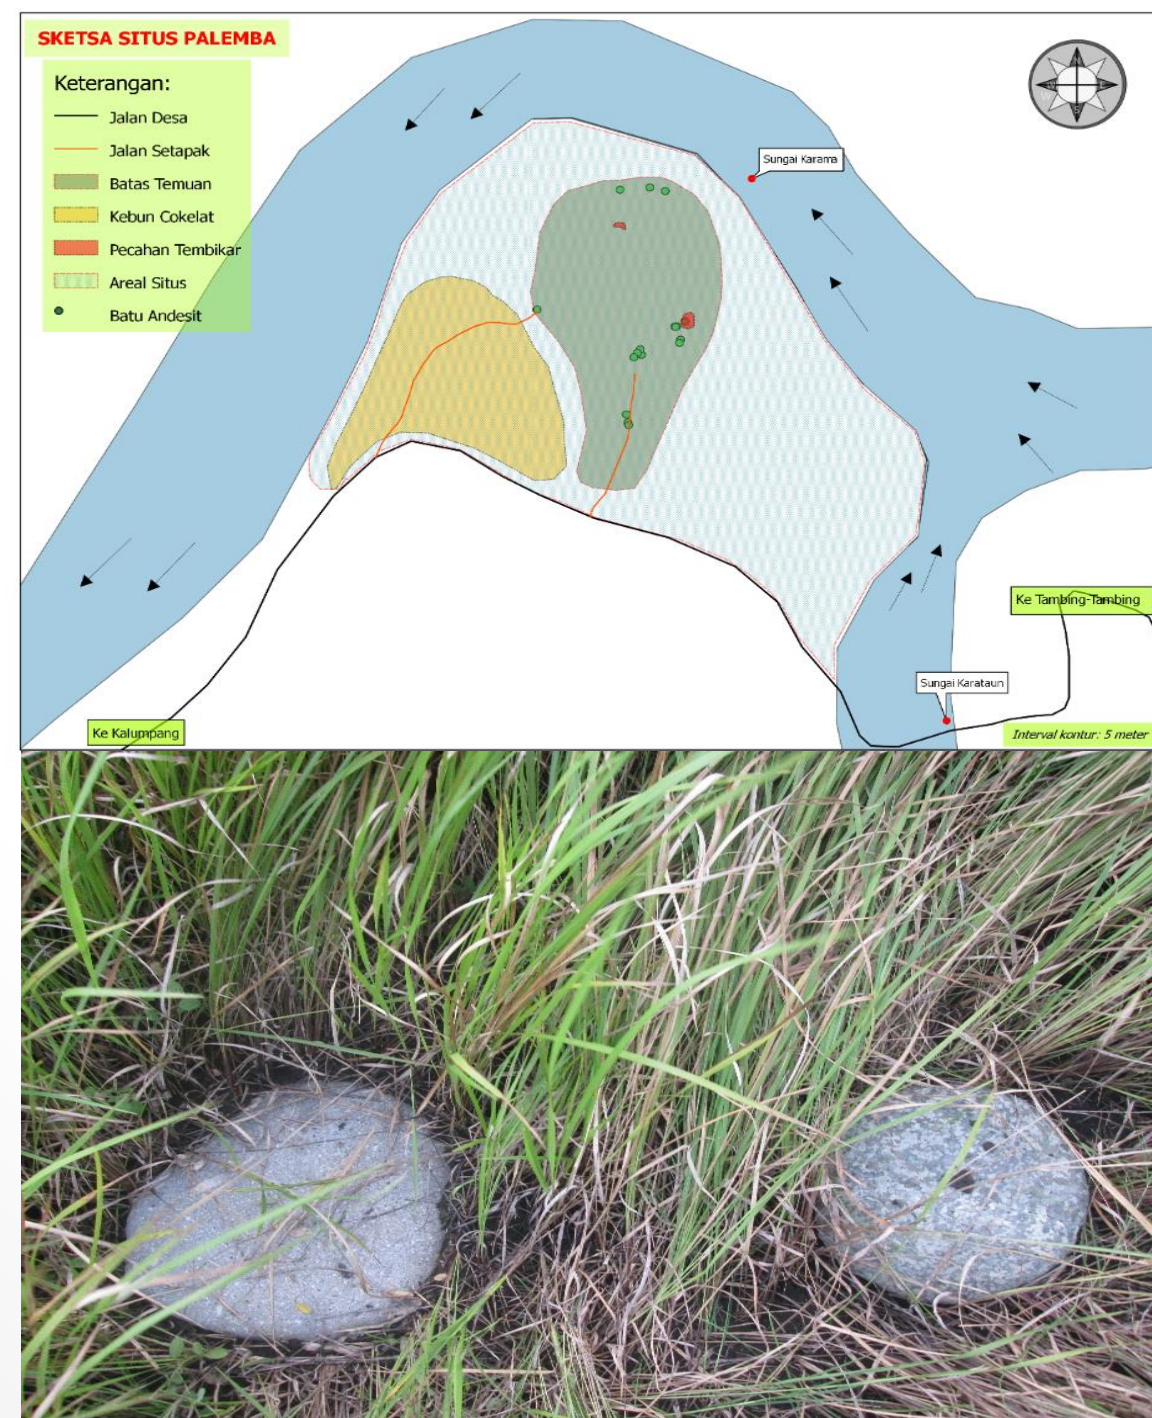 SKETSA SITUS PALEMBA
Keterangan:
Jalan Desa
Jalan Setapak
Batas Temuan
Kebun Cokelat
Pecahan Tembikar
Areal Situs
Batu Andesit
Sungai Karama
Ke Tambing-Tambing
Sungai Karataun
Ke Kalumpang
Interval kontur: 5 meter